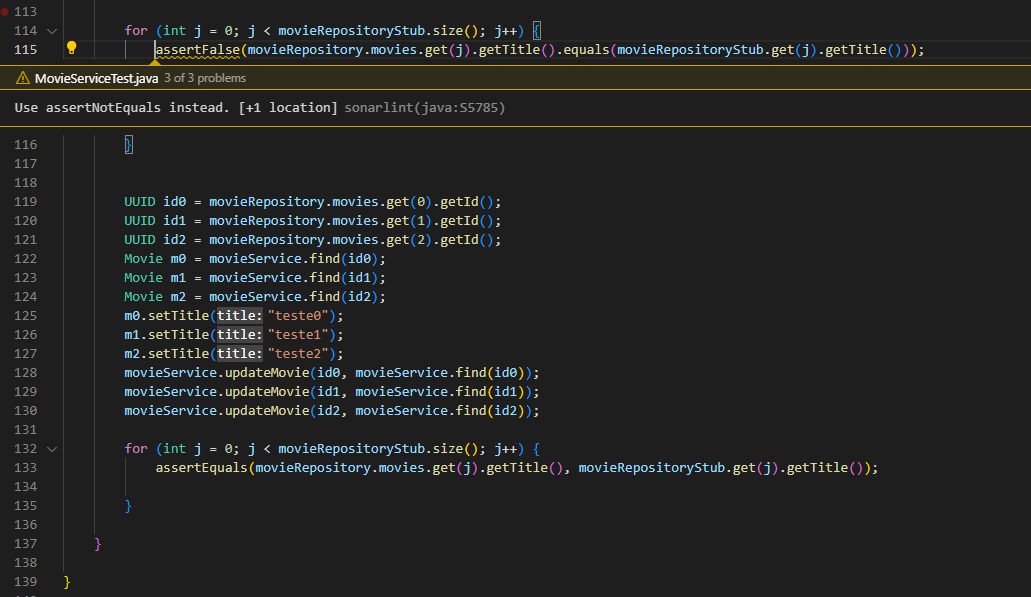 113
114 for (int j = 0; j < movieRepositoryStub.size(); j++) {
115 assertFalse(movieRepository.movies.get(j).getTitle().equals(movieRepositoryStub.get(j).getTitle()));
MovieServiceTest.java 3 of 3 problems
Use assertNotEquals instead. [+1 location] sonarlint(java:S5785)
116 }
117
118
119 UUID id0 = movieRepository.movies.get(0).getId();
120 UUID id1 = movieRepository.movies.get(1).getId();
121 UUID id2 = movieRepository.movies.get(2).getId();
122 Movie m0 = movieService.find(id0);
123 Movie m1 = movieService.find(id1);
124 Movie m2 = movieService.find(id2);
125 m0.setTitle(title: "teste0");
126 m1.setTitle(title: "teste1");
127 m2.setTitle(title: "teste2");
128 movieService.updateMovie(id0, movieService.find(id0));
129 movieService.updateMovie(id1, movieService.find(id1));
130 movieService.updateMovie(id2, movieService.find(id2));
131
132 for (int j = 0; j < movieRepositoryStub.size(); j++) {
133 assertEquals(movieRepository.movies.get(j).getTitle(), movieRepositoryStub.get(j).getTitle());
134
135 }
136
137 }
138
139 }